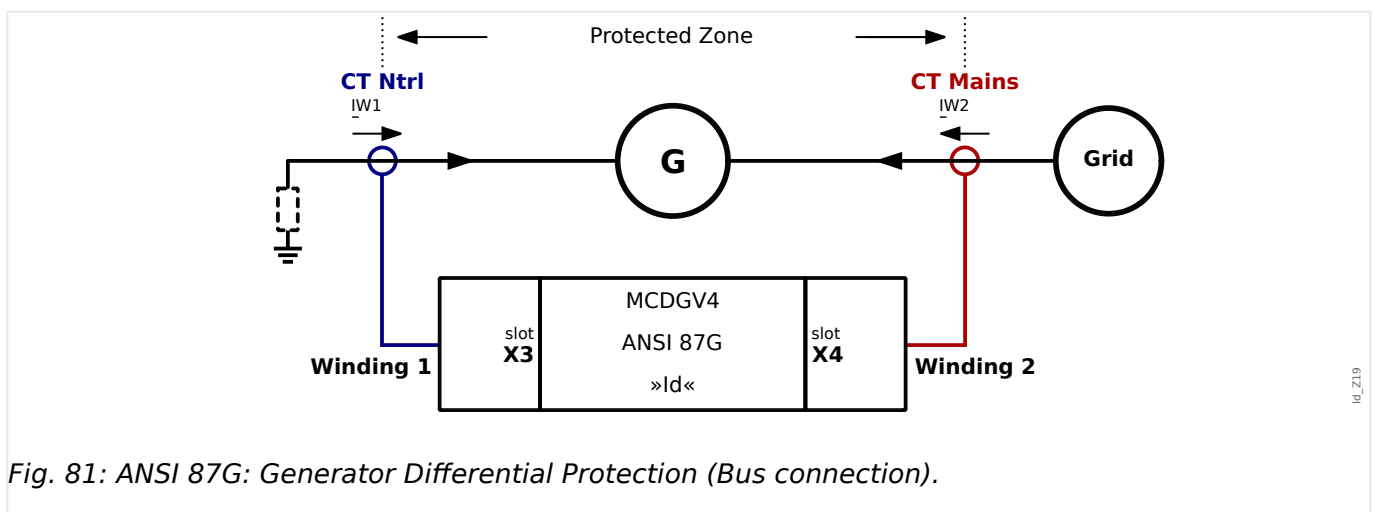 Protected Zone
CT Ntrl
CT Mains
IW1
IW2
G
Grid
MCDGV4
slot
X3
ANSI 87G
slot
X4
Winding 1
Winding 2
»Id«
Id_Z19
Fig. 81: ANSI 87G: Generator Differential Protection (Bus connection).